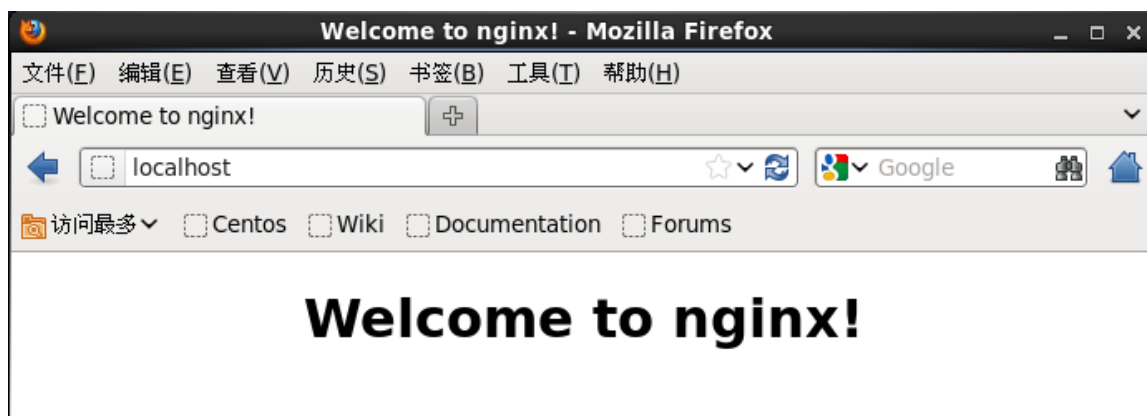 Welcome to nginx! - Mozilla Firefox
文件(F) 编辑(E) 查看(V) 历史(S) 书签(B) 工具(T) 帮助(H)
Welcome to nginx!
localhost Google
访问最多 Centos Wiki Documentation Forums
Welcome to nginx!